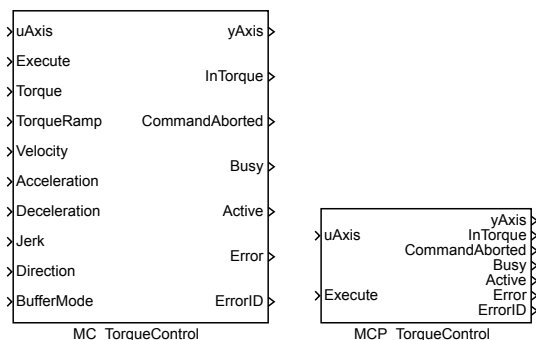 uAxis
Execute
Torque
TorqueRamp
Velocity
Acceleration
Deceleration
Jerk
Direction
BufferMode
yAxis
InTorque
CommandAborted
Busy
Active
Error
ErrorID
MC_TorqueControl
uAxis
Execute
yAxis
InTorque
CommandAborted
Busy
Active
Error
ErrorID
MCP_TorqueControl